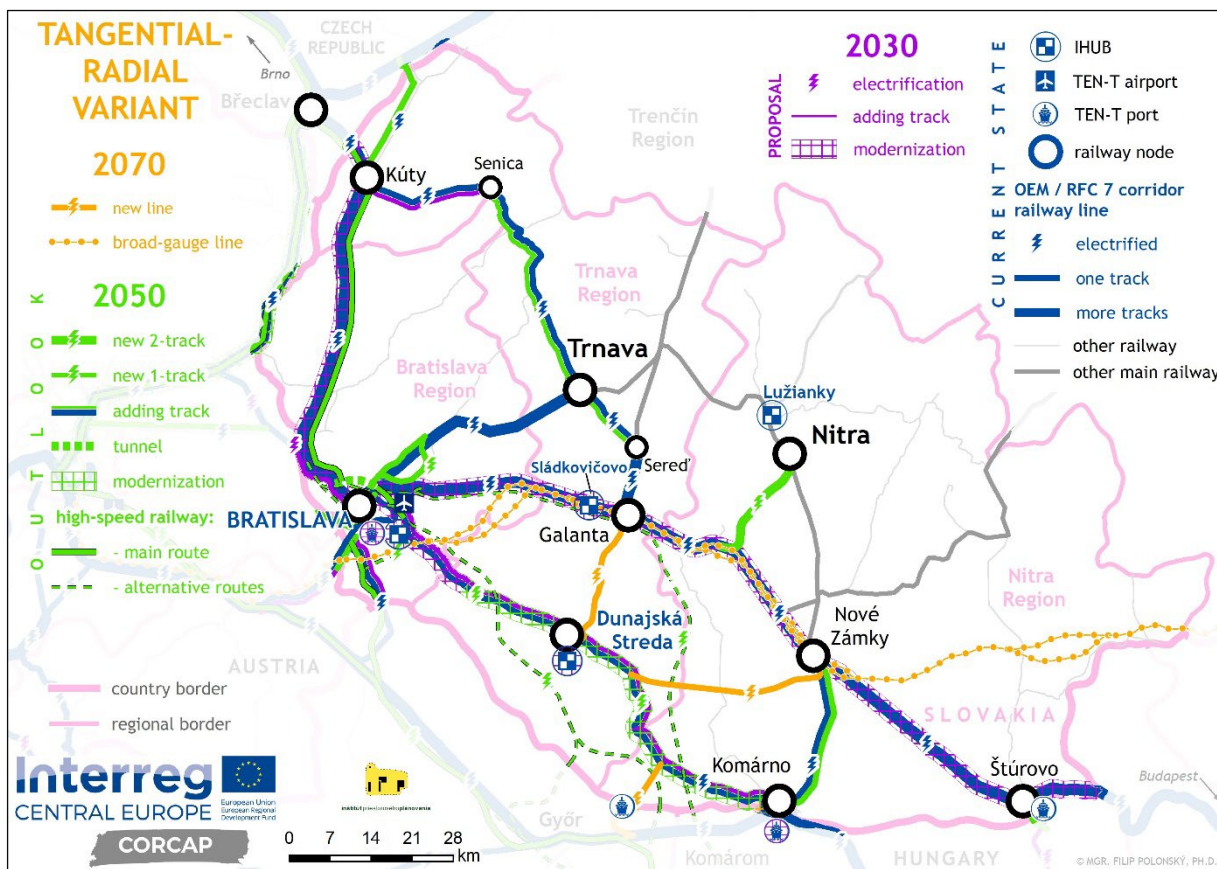 TANGENTIAL-
RADIAL
VARIANT
2070
new line
broad-gauge line
OUTLOOK
2050
new 2-track
new 1-track
adding track
tunnel
modernization
high-speed railway:
- main route
- alternative routes
country border
regional border
Interreg
CENTRAL EUROPE
European Union
European Regional
Development Fund
CORCAP
inštitút priestorového plánovania
0 7 14 21 28
km
2030
PROPOSAL
electrification
adding track
modernization
CURRENT STATE
IHUB
TEN-T airport
TEN-T port
railway node
OEM / RFC 7 corridor
railway line
electrified
one track
more tracks
other railway
other main railway
CZECH
REPUBLIC
Brno
Břeclav
Kúty
Senica
Trenčín
Region
Trnava
Region
Trnava
Bratislava
Region
Lužianky
Nitra
Sereď
Sládkovičovo
BRATISLAVA
Galanta
Nitra
Region
Dunajská
Streda
Nové
Zámky
AUSTRIA
SLOVAKIA
Komárno
Štúrovo
Budapest
Győr
Komárom
HUNGARY
© MGR. FILIP POLONSKÝ, PH.D.